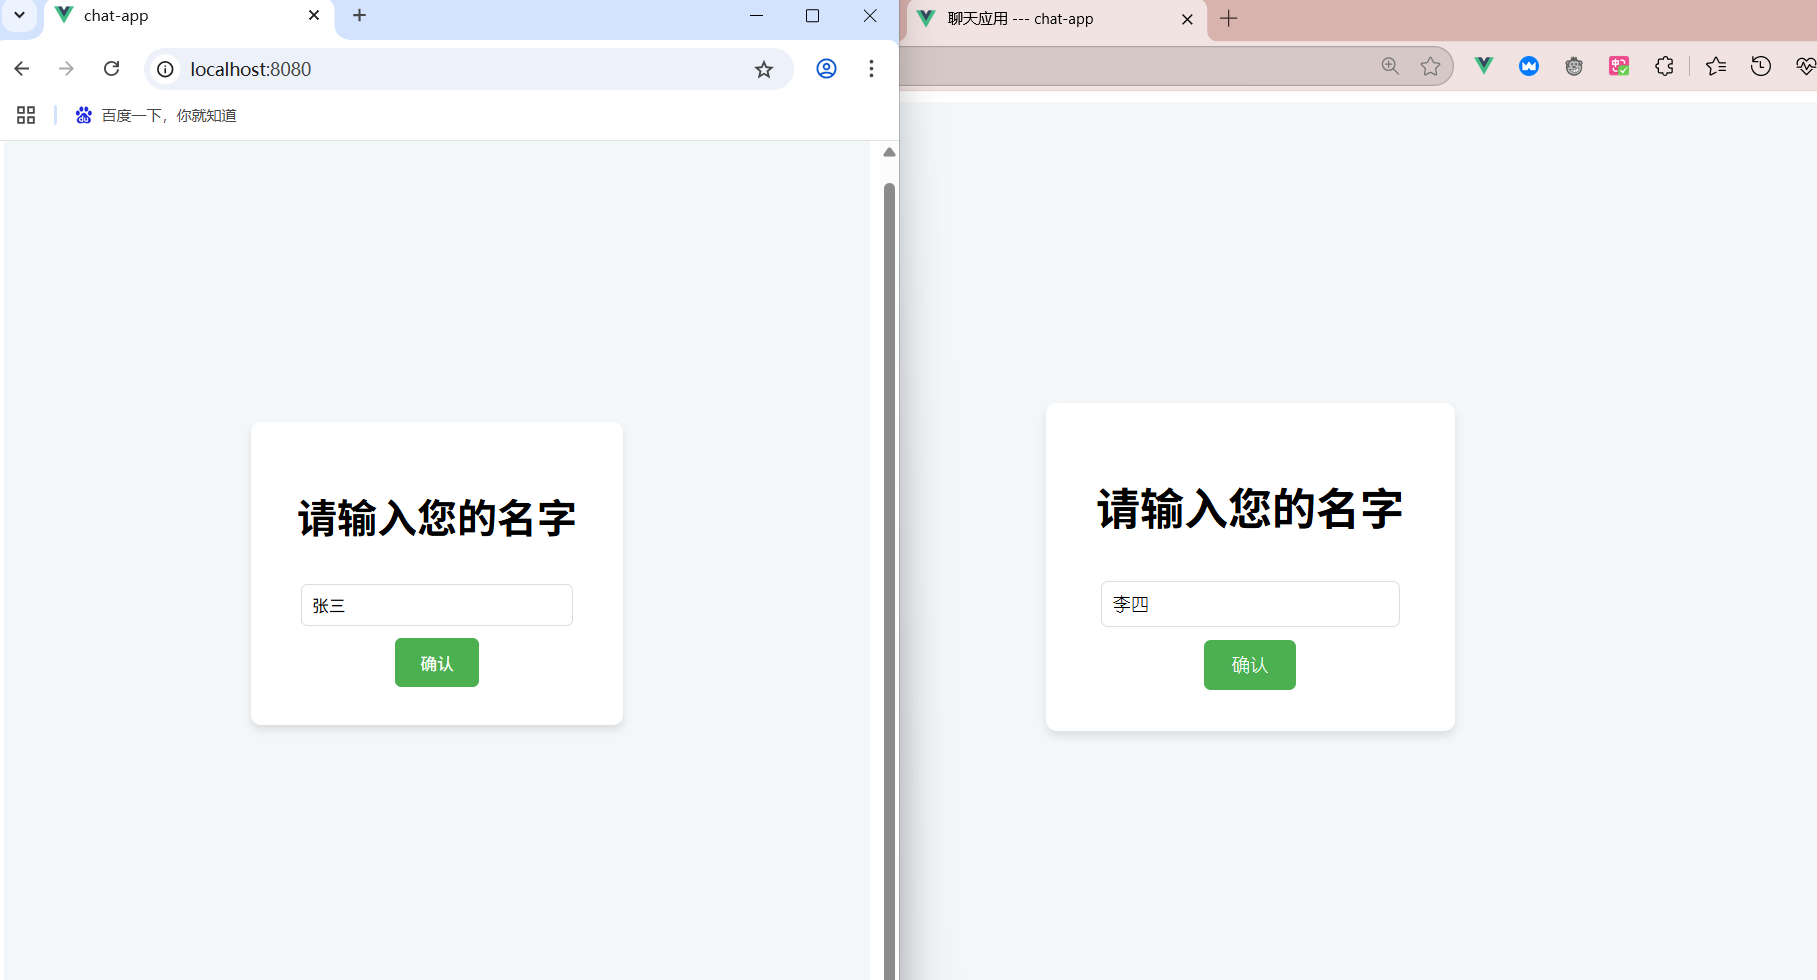 chat-app
localhost:8080
百度一下，你就知道
请输入您的名字
张三
确认
聊天应用 --- chat-app
请输入您的名字
李四
确认